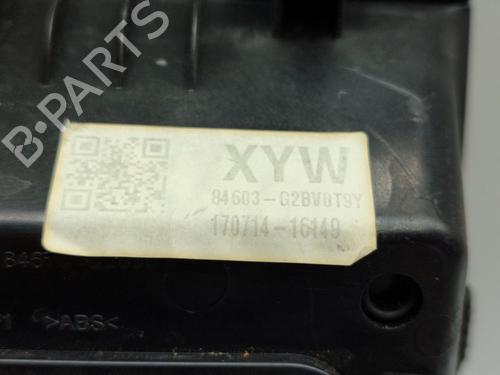 B-PARTS
XYW
84603-G2BV0T9Y
170714-16149
>ABS<